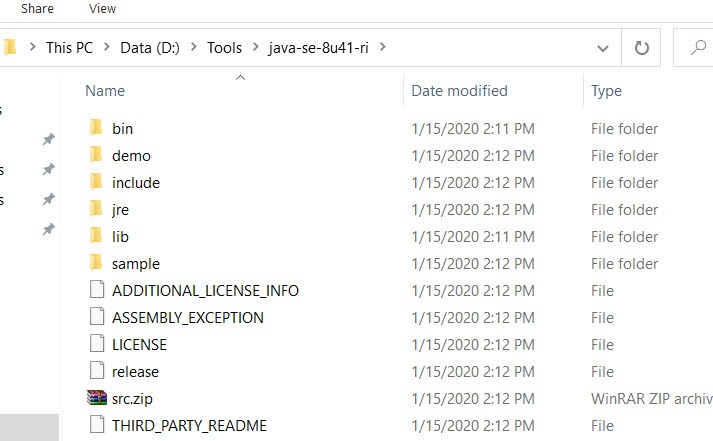 Share View
This PC Data (D:) Tools java-se-8u41-ri
Name Date modified Type
bin 1/15/2020 2:11 PM File folder
demo 1/15/2020 2:12 PM File folder
include 1/15/2020 2:12 PM File folder
jre 1/15/2020 2:12 PM File folder
lib 1/15/2020 2:11 PM File folder
sample 1/15/2020 2:12 PM File folder
ADDITIONAL_LICENSE_INFO 1/15/2020 2:12 PM File
ASSEMBLY_EXCEPTION 1/15/2020 2:12 PM File
LICENSE 1/15/2020 2:12 PM File
release 1/15/2020 2:12 PM File
src.zip 1/15/2020 2:12 PM WinRAR ZIP archiv
THIRD_PARTY_README 1/15/2020 2:12 PM File